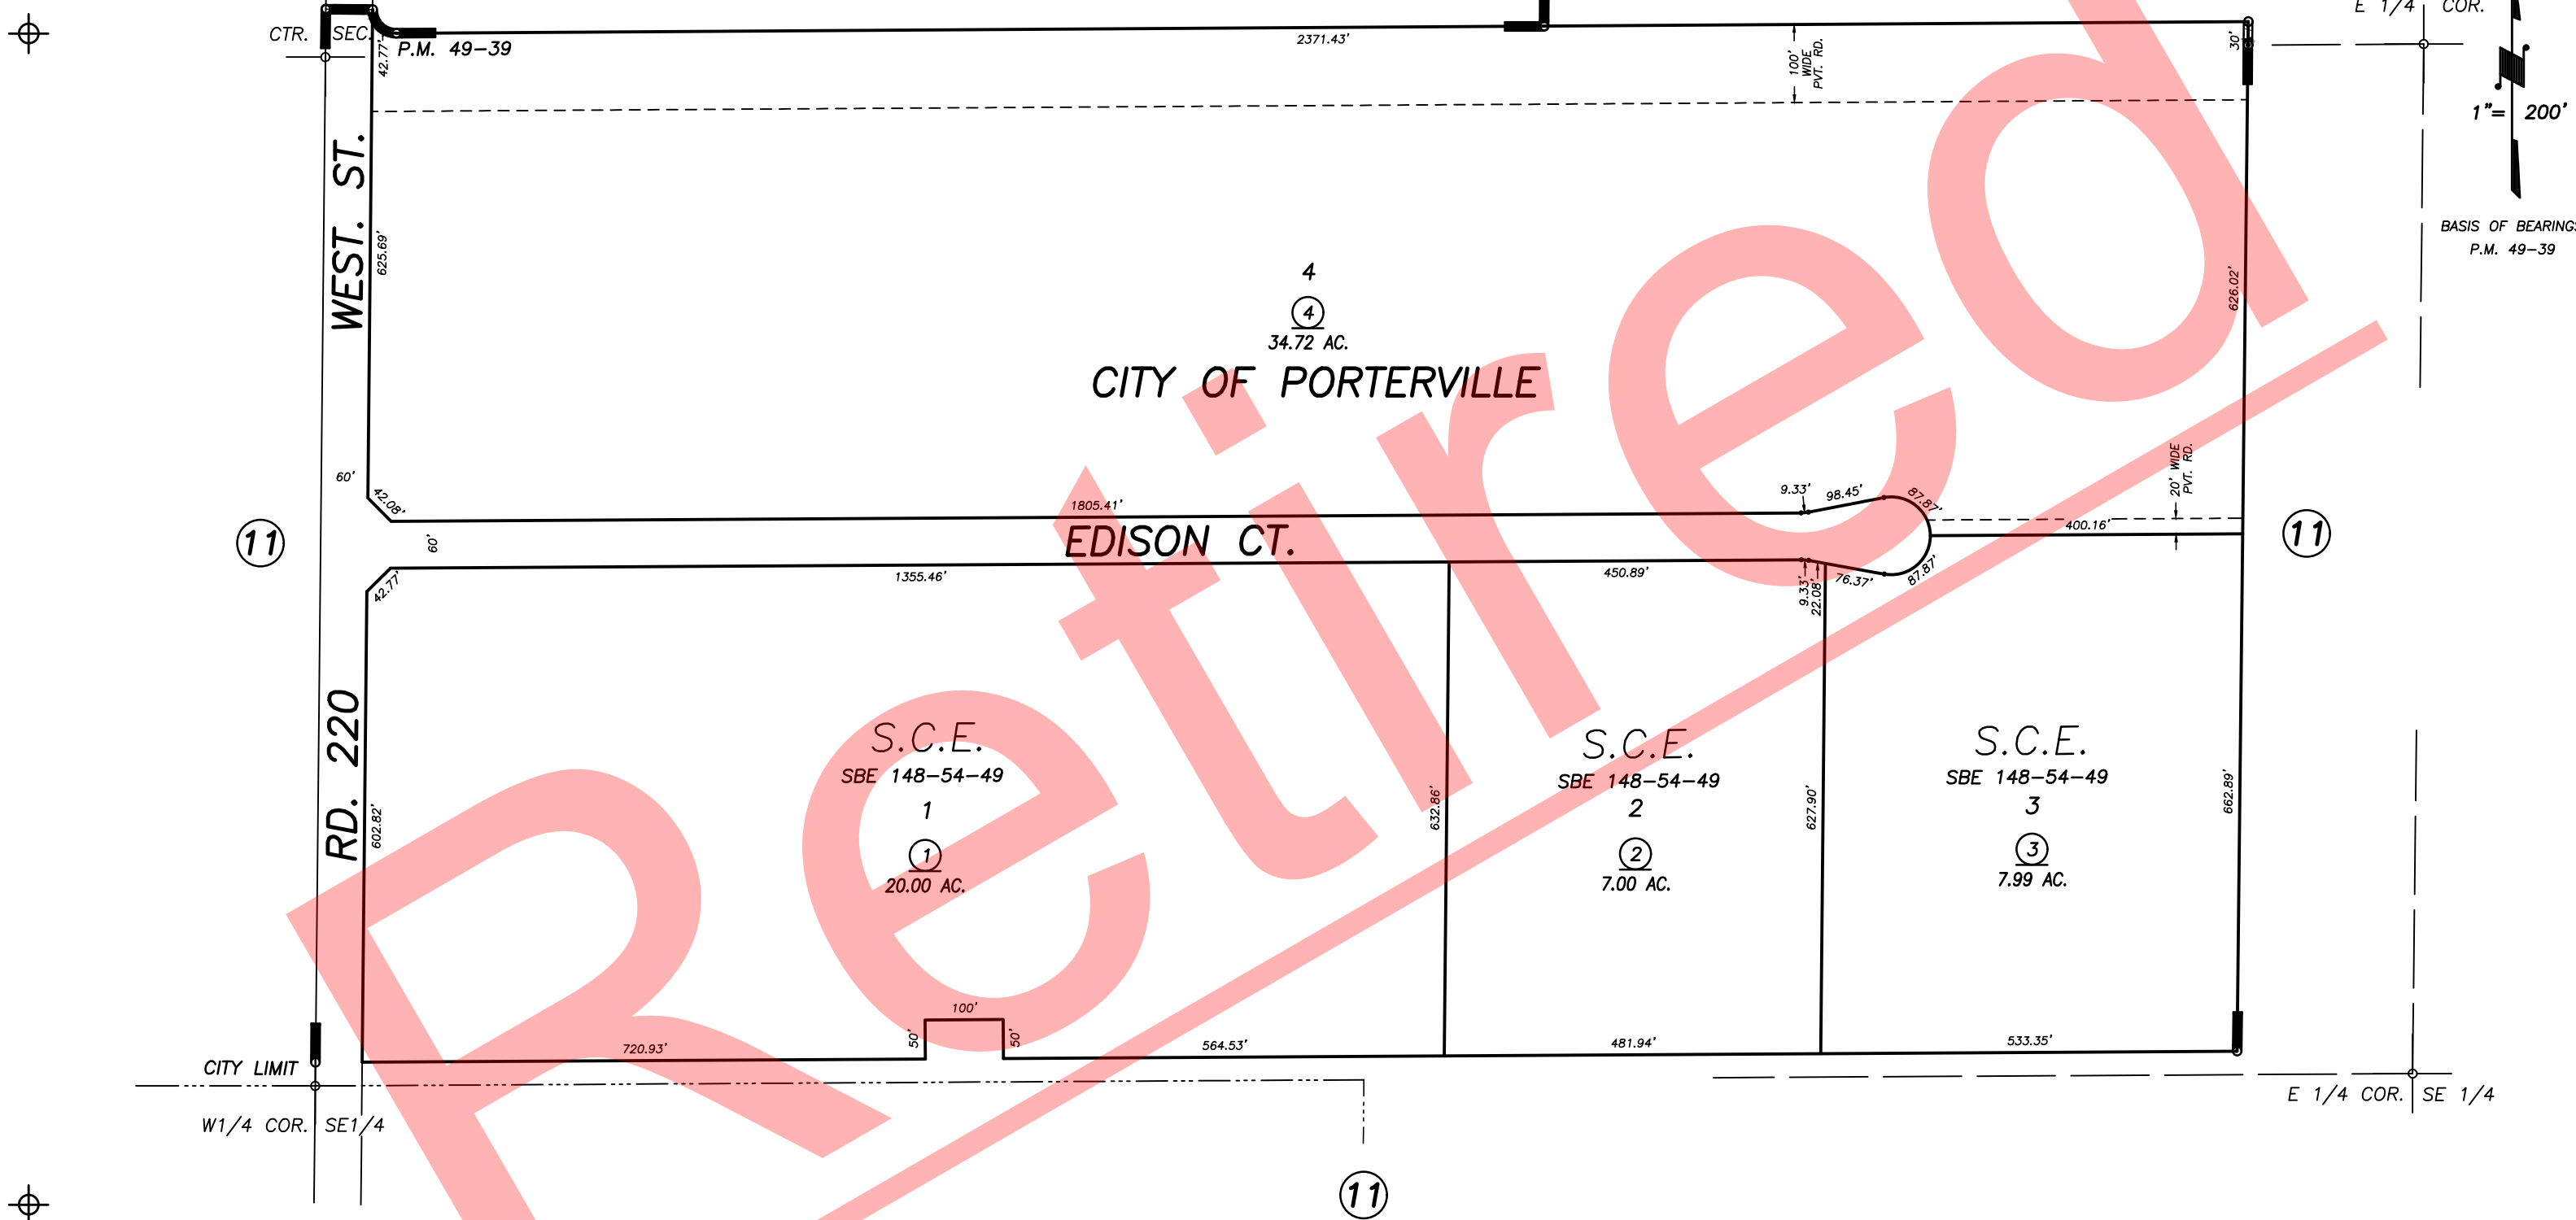 CTR. SEC.
P.M. 49-39
42.77'
2371.43'
100'
WIDE
PVT. RD.
30'
E 1/4 COR.
1"= 200'
BASIS OF BEARINGS
P.M. 49-39
WEST. ST.
625.69'
626.02'
4
4
34.72 AC.
CITY OF PORTERVILLE
60'
42.08'
1805.41'
9.33'
98.45'
87.87'
20' WIDE
PVT. RD.
400.16'
11
60'
EDISON CT.
11
42.77'
1355.46'
450.89'
9.33'
22.08'
76.37'
87.87'
RD. 220
602.82'
S.C.E.
SBE 148-54-49
1
1
20.00 AC.
632.86'
S.C.E.
SBE 148-54-49
2
2
7.00 AC.
627.90'
S.C.E.
SBE 148-54-49
3
3
7.99 AC.
662.89'
720.93'
50'
100'
50'
564.53'
481.94'
533.35'
CITY LIMIT
W1/4 COR. SE1/4
E 1/4 COR. SE 1/4
11
Retired